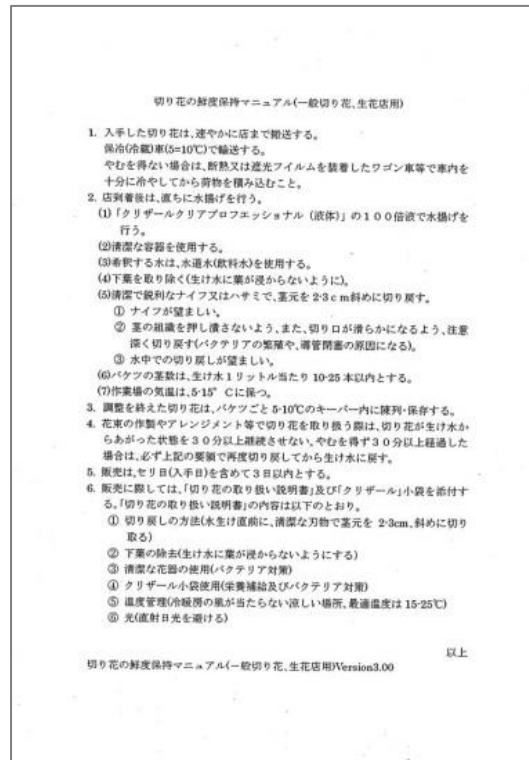 切り花の鮮度保持マニュアル(一般切り花、生花店用)
1. 入手した切り花は、速やかに店まで搬送する。
保冷(冷蔵)車(5=10℃)で輸送する。
やむを得ない場合は、断熱又は遮光フイルムを装着したワゴン車等で車内を
十分に冷やしてから荷物を積み込むこと。
2. 店到着後は、直ちに水揚げを行う。
(1)「クリザールクリアプロフエッショナル（液体）」の１００倍液で水揚げを
行う。
(2)清潔な容器を使用する。
(3)希釈する水は、水道水(飲料水)を使用する。
(4)下葉を取り除く(生け水に葉が浸からないように)。
(5)清潔で鋭利なナイフ又はハサミで、茎元を 2-3ｃｍ斜めに切り戻す。
① ナイフが望ましい。
② 茎の組織を押し潰さないよう、また、切り口が滑らかになるよう、注意
深く切り戻す(バクテリアの繁殖や、導管閉塞の原因になる)。
③ 水中での切り戻しが望ましい。
(6)バケツの茎数は、生け水１リットル当たり 10-25 本以内とする。
(7)作業場の気温は、5-15°Ｃに保つ。
3. 調整を終えた切り花は、バケツごと 5-10℃のキーパー内に陳列・保存する。
4. 花束の作製やアレンジメント等で切り花を取り扱う際は、切り花が生け水か
らあがった状態を３０分以上継続させない、やむを得ず３０分以上経過した
場合は、必ず上記の要領で再度切り戻してから生け水に戻す。
5. 販売は、セリ日(入手日)を含めて３日以内とする。
6. 販売に際しては、「切り花の取り扱い説明書」及び「クリザール」小袋を添付す
る。「切り花の取り扱い説明書」の内容は以下のとおり。
① 切り戻しの方法(水生け直前に、清潔な刃物で茎元を 2-3cm、斜めに切り
取る)
② 下葉の除去(生け水に葉が浸からないようにする)
③ 清潔な花器の使用(バクテリア対策)
④ クリザール小袋使用(栄養補給及びバクテリア対策)
⑤ 温度管理(冷暖房の風が当たらない涼しい場所、最適温度は 15-25℃)
⑥ 光(直射日光を避ける)
以上
切り花の鮮度保持マニュアル(一般切り花、生花店用)Version3.00